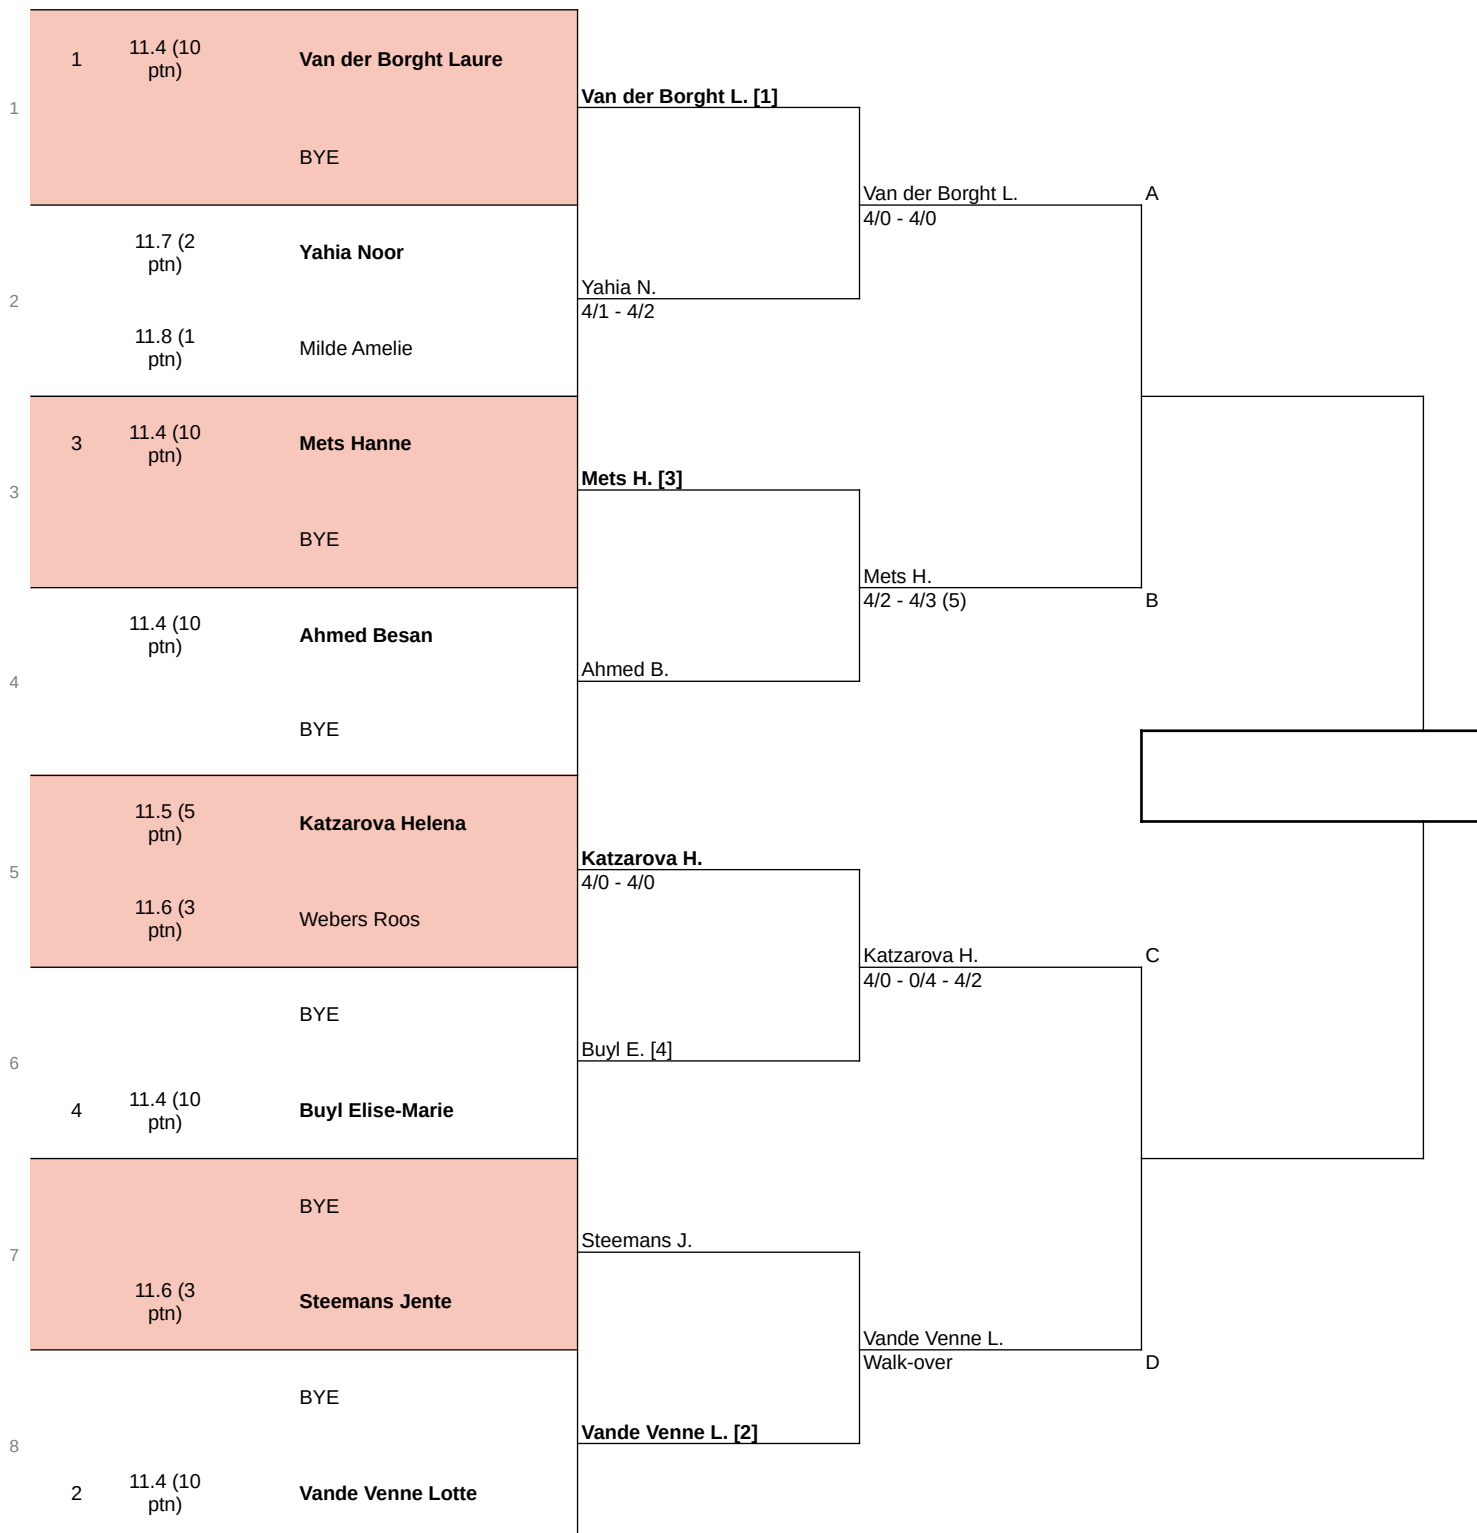 1 11.4 (10 ptn) Van der Borght Laure
Van der Borght L. [1]
1
BYE
Van der Borght L. A
4/0 - 4/0
11.7 (2 ptn) Yahia Noor
Yahia N.
2
4/1 - 4/2
11.8 (1 ptn) Milde Amelie
3 11.4 (10 ptn) Mets Hanne
Mets H. [3]
3
BYE
Mets H.
4/2 - 4/3 (5) B
11.4 (10 ptn) Ahmed Besan
Ahmed B.
4
BYE
11.5 (5 ptn) Katzarova Helena
Katzarova H.
5
4/0 - 4/0
11.6 (3 ptn) Webers Roos
Katzarova H. C
4/0 - 0/4 - 4/2
BYE
Buyl E. [4]
6
4 11.4 (10 ptn) Buyl Elise-Marie
BYE
Steemans J.
7
11.6 (3 ptn) Steemans Jente
Vande Venne L.
Walk-over D
BYE
Vande Venne L. [2]
8
2 11.4 (10 ptn) Vande Venne Lotte